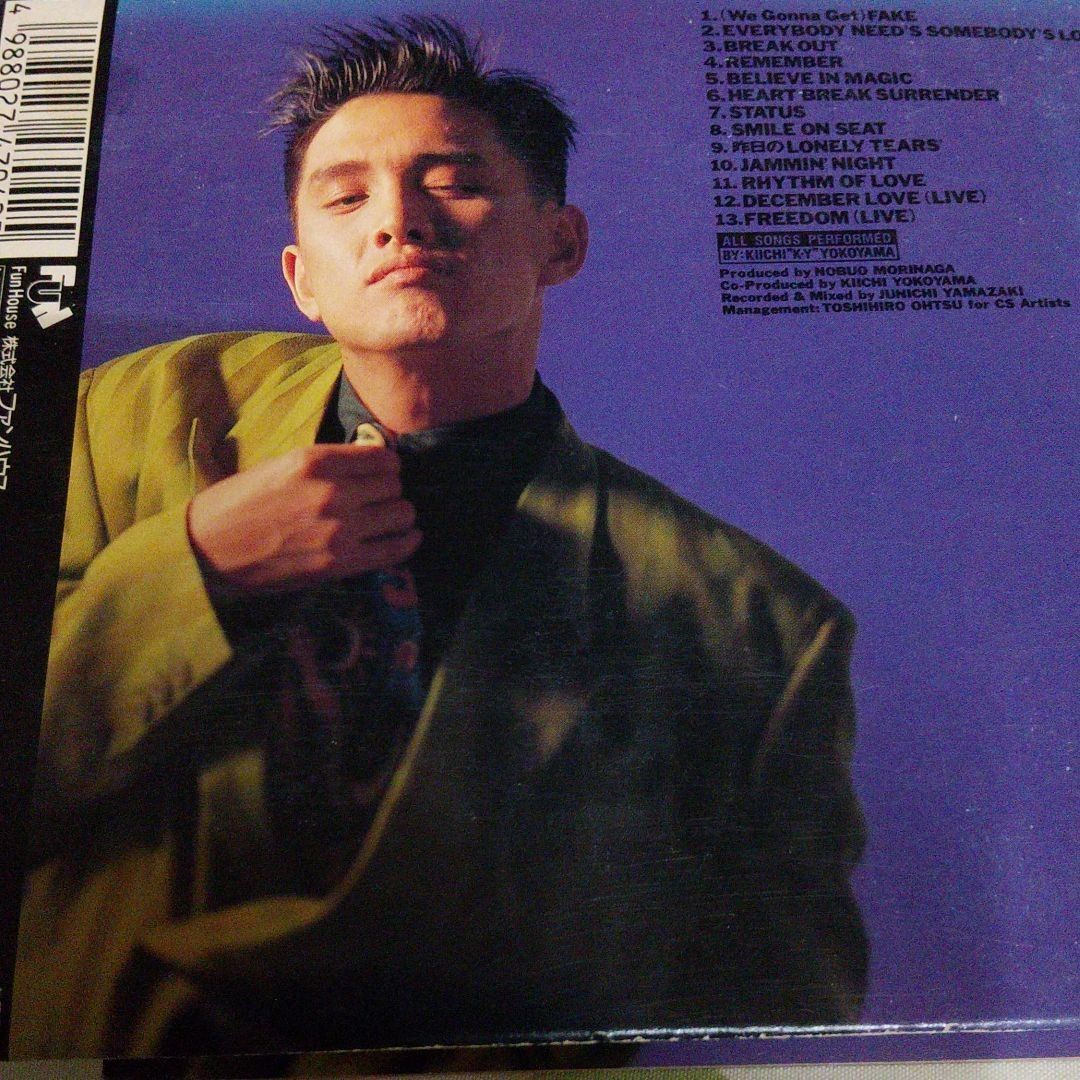 1. (We Gonna Get) FAKE
2. EVERYBODY NEED'S SOMEBODY'S
3. BREAK OUT
4. REMEMBER
5. BELIEVE IN MAGIC
6. HEART BREAK SURRENDER
7. STATUS
8. SMILE ON SEAT
9. 昨日のLONELY TEARS
10. JAMMIN' NIGHT
11. RHYTHM OF LOVE
12. DECEMBER LOVE (LIVE)
13. FREEDOM (LIVE)
ALL SONGS PERFORMED
BY: KIICHI "K·Y" YOKOYAMA
Produced by NOBUO MORINAGA
Co-Produced by KIICHI YOKOYAMA
Recorded & Mixed by JUNICHI YAMAZAKI
Management: TOSHIHIRO OHTSU for CS Artists
FUN
FunHouse 株式会社ファンハウス